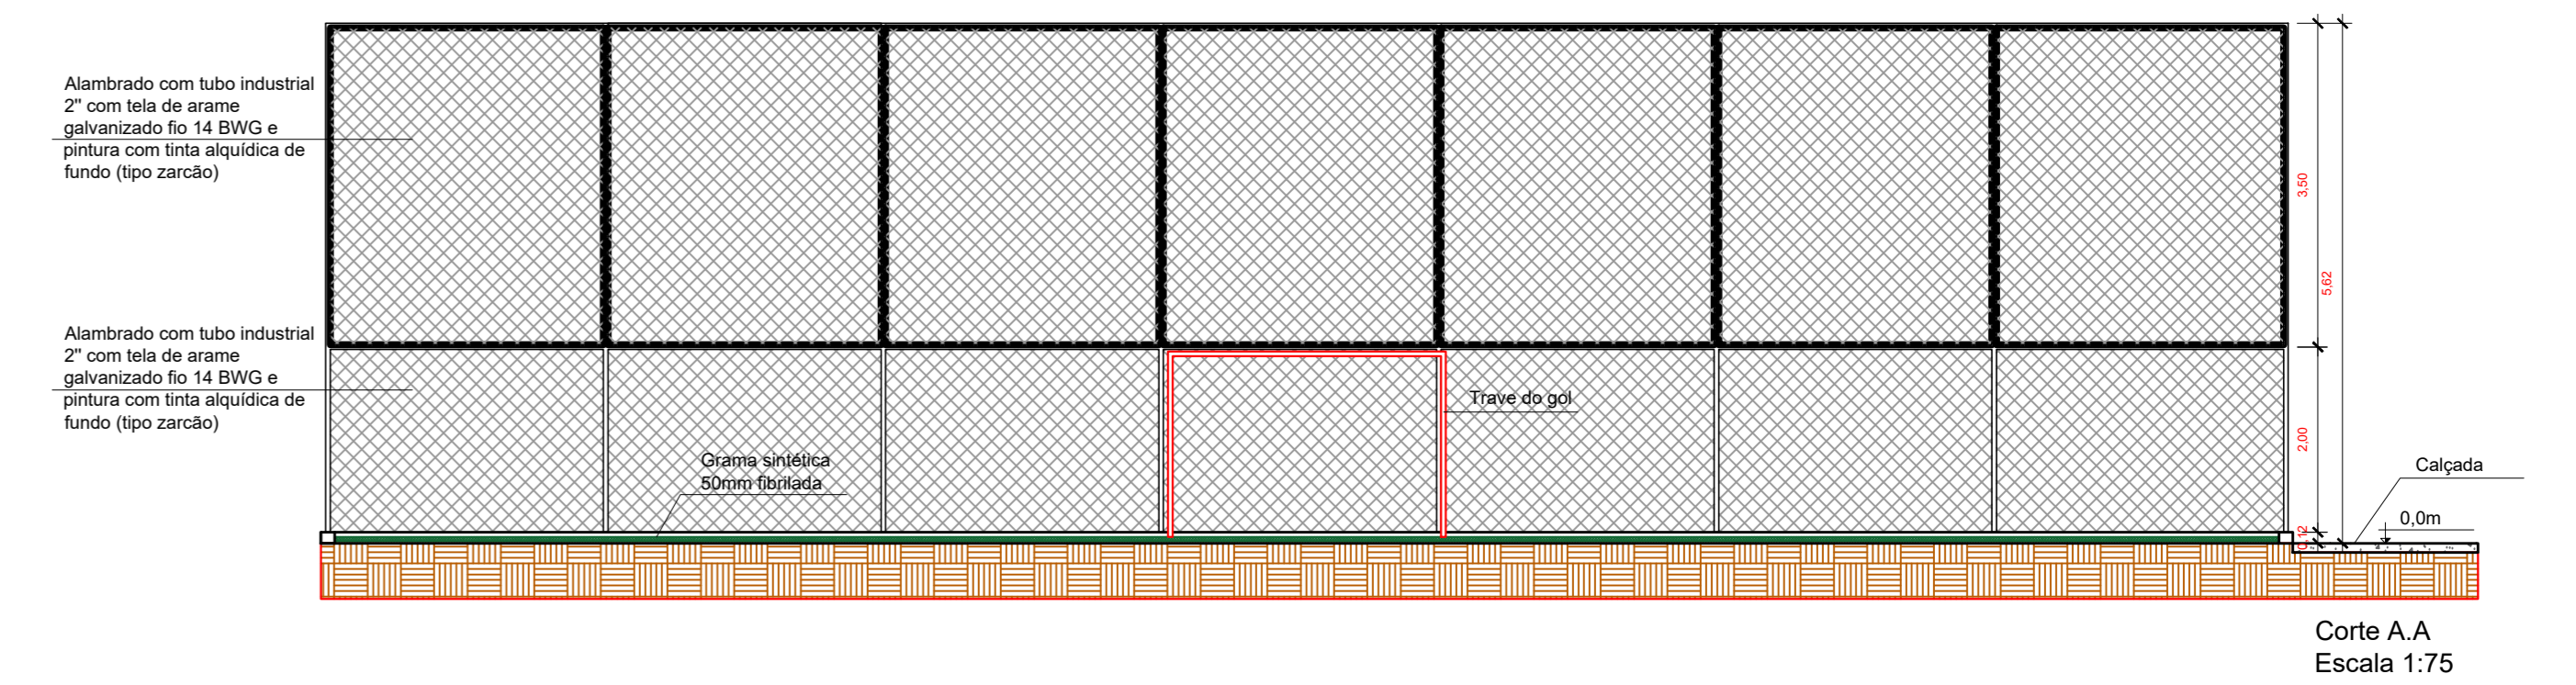 Alambrado com tubo industrial
2" com tela de arame
galvanizado fio 14 BWG e
pintura com tinta alquídica de
fundo (tipo zarcão)
3,50
5,62
Alambrado com tubo industrial
2" com tela de arame
galvanizado fio 14 BWG e
pintura com tinta alquídica de
fundo (tipo zarcão)
Trave do gol
2,00
Grama sintética
50mm fibrilada
Calçada
0,0m
0,12
Corte A.A
Escala 1:75